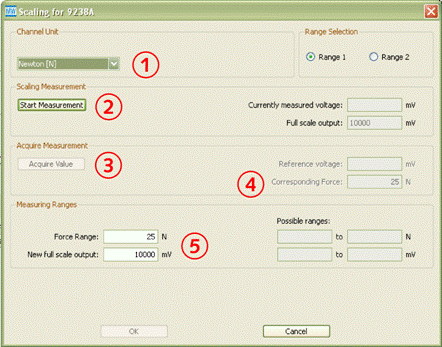 Scaling for 9238A
Channel Unit
Newton [N]
1
Range Selection
Range 1
Range 2
Scaling Measurement
Start Measurement
2
Currently measured voltage: mV
Full scale output: 10000 mV
Acquire Measurement
Acquire Value
3
Reference voltage: mV
4
Corresponding Force: 25 N
Measuring Ranges
Force Range: 25 N
New full scale output: 10000 mV
5
Possible ranges:
to N
to mV
OK
Cancel